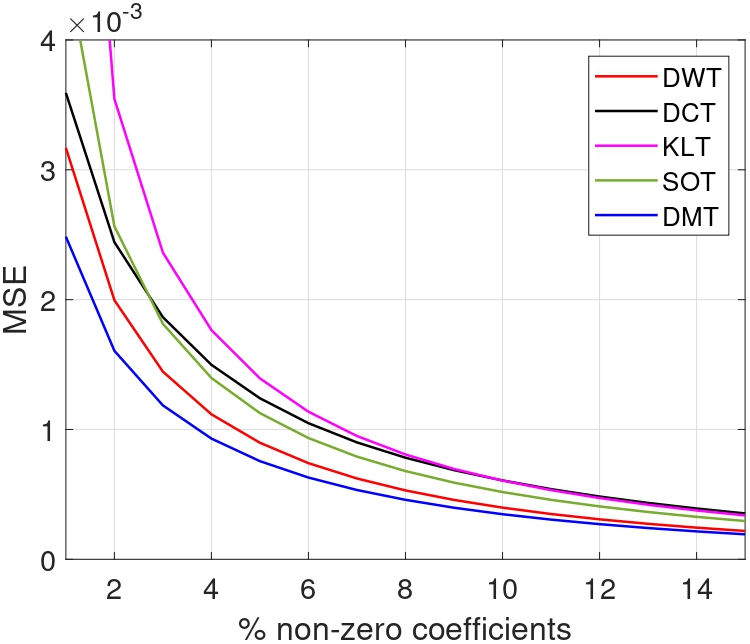 ×10⁻³
4
3
2
1
0
MSE
2 4 6 8 10 12 14
% non-zero coefficients
DWT
DCT
KLT
SOT
DMT